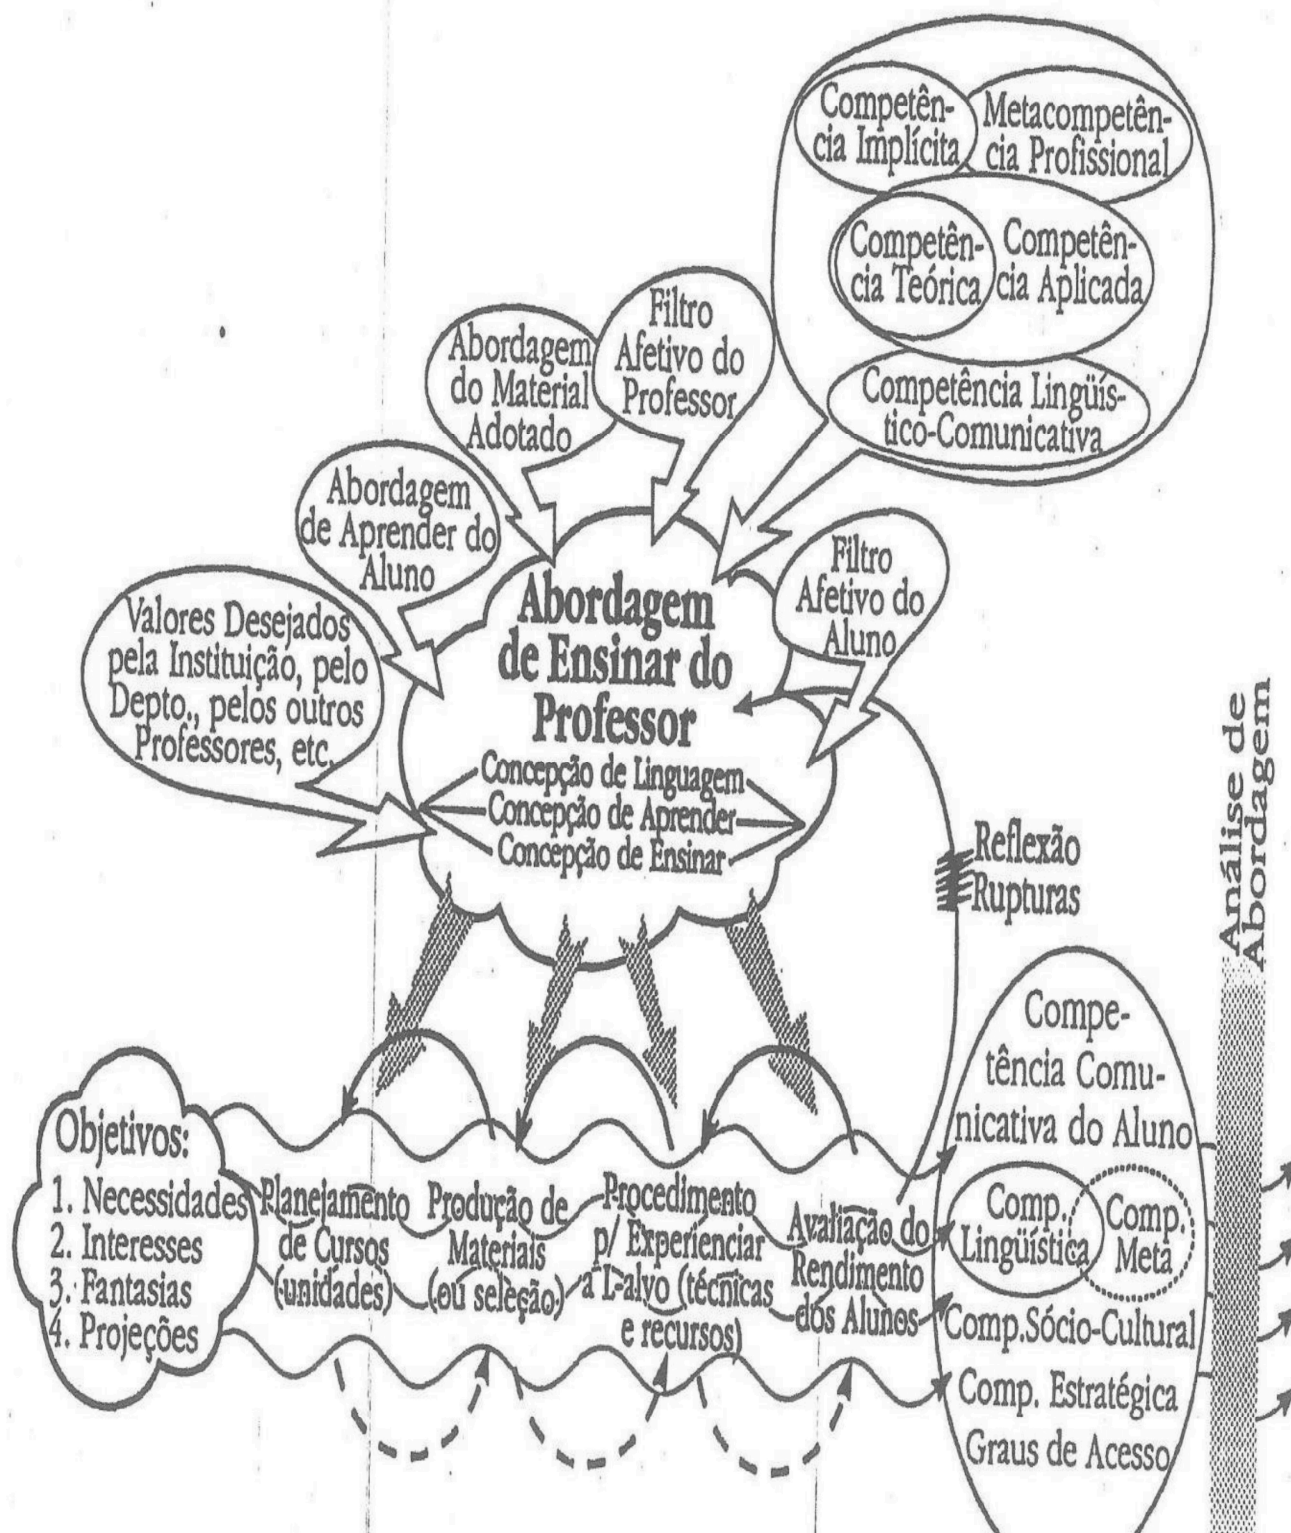 Competên-
cia Implícita
Metacompetên-
cia Profissional
Competên-
cia Teórica
Competên-
cia Aplicada
Competência Lingüís-
tico-Comunicativa
Filtro
Afetivo do
Professor
Abordagem
do Material
Adotado
Abordagem
de Aprender do
Aluno
Valores Desejados
pela Instituição, pelo
Depto., pelos outros
Professores, etc.
Filtro
Afetivo do
Aluno
Abordagem
de Ensinar do
Professor
Concepção de Linguagem
Concepção de Aprender
Concepção de Ensinar
Reflexão
Rupturas
Análise de
Abordagem
Objetivos:
1. Necessidades
2. Interesses
3. Fantasias
4. Projeções
Planejamento
de Cursos
(unidades)
Produção de
Materiais
(ou seleção)
Procedimento
p/ Experienciar
a L-alvo (técnicas
e recursos)
Avaliação do
Rendimento
dos Alunos
Compe-
tência Comu-
nicativa do Aluno
Comp.
Lingüística
Comp.
Meta
Comp.Sócio-Cultural
Comp. Estratégica
Graus de Acesso